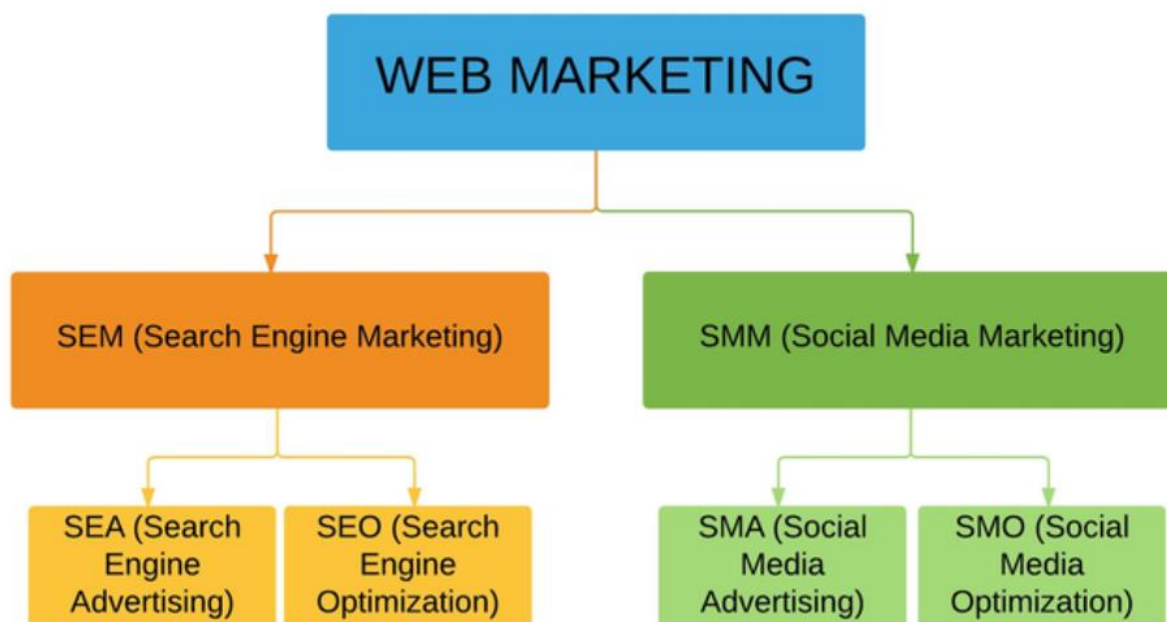 WEB MARKETING
SEM (Search Engine Marketing)
SMM (Social Media Marketing)
SEA (Search
Engine
Advertising)
SEO (Search
Engine
Optimization)
SMA (Social
Media
Advertising)
SMO (Social
Media
Optimization)